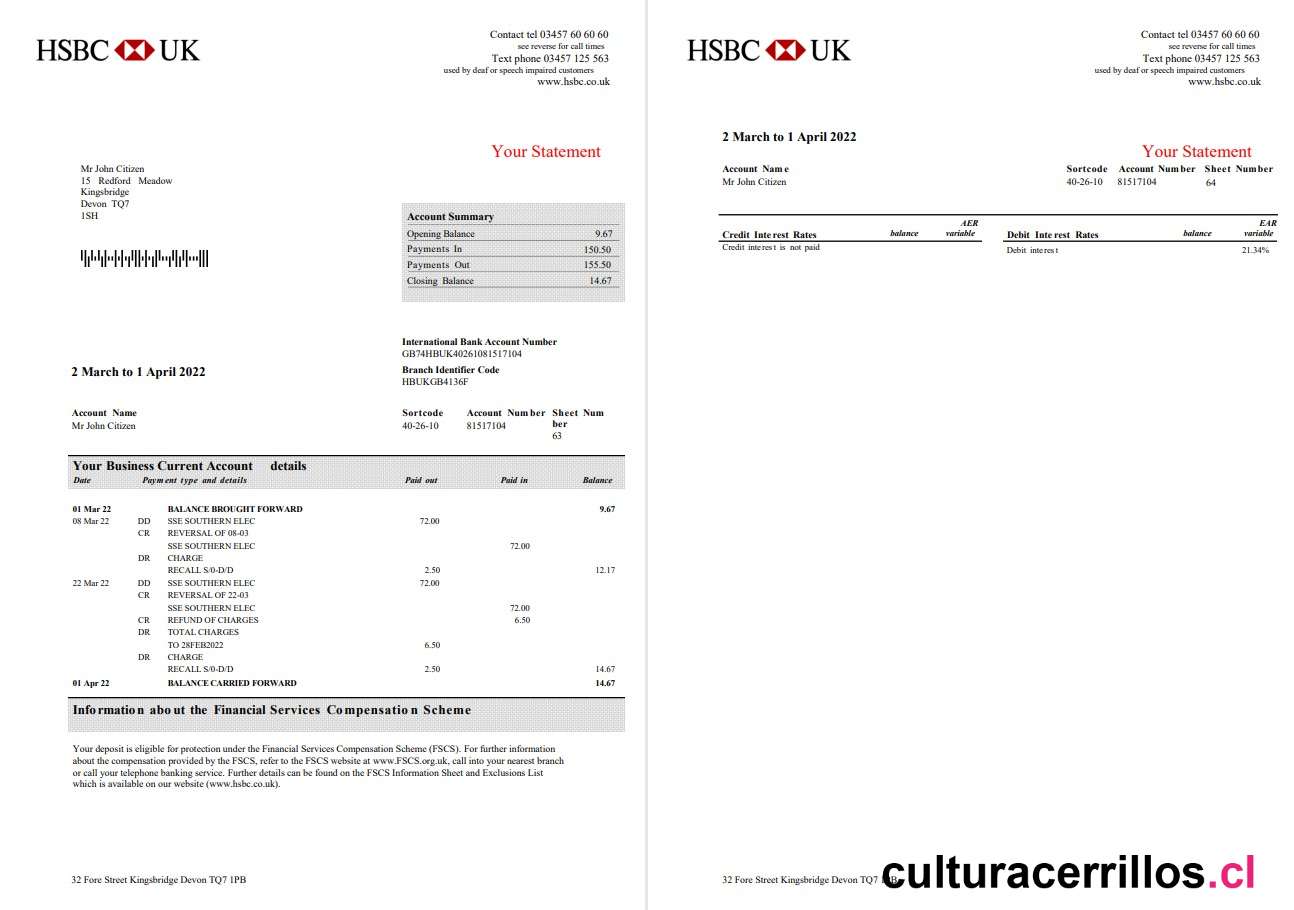 HSBC UK
Contact tel 03457 60 60 60
see reverse for call times
Text phone 03457 125 563
used by deaf or speech impaired customers
www.hsbc.co.uk
Your Statement
Mr John Citizen
15 Redford Meadow
Kingsbridge
Devon TQ7
1SH
Account Summary
Opening Balance 9.67
Payments In 150.50
Payments Out 155.50
Closing Balance 14.67
International Bank Account Number
GB74HBUK40261081517104
2 March to 1 April 2022
Branch Identifier Code
HBUKGB4136F
Account Name Sortcode Account Number Sheet Num
ber
Mr John Citizen 40-26-10 81517104
63
Your Business Current Account details
Date Payment type and details Paid out Paid in Balance
01 Mar 22 BALANCE BROUGHT FORWARD 9.67
08 Mar 22 DD SSE SOUTHERN ELEC 72.00
CR REVERSAL OF 08-03
SSE SOUTHERN ELEC 72.00
DR CHARGE
RECALL S/0-D/D 2.50 12.17
22 Mar 22 DD SSE SOUTHERN ELEC 72.00
CR REVERSAL OF 22-03
SSE SOUTHERN ELEC 72.00
CR REFUND OF CHARGES 6.50
DR TOTAL CHARGES
TO 28FEB2022 6.50
DR CHARGE
RECALL S/0-D/D 2.50 14.67
01 Apr 22 BALANCE CARRIED FORWARD 14.67
Information about the Financial Services Compensation Scheme
Your deposit is eligible for protection under the Financial Services Compensation Scheme (FSCS). For further information
about the compensation provided by the FSCS, refer to the FSCS website at www.FSCS.org.uk, call into your nearest branch
or call your telephone banking service. Further details can be found on the FSCS Information Sheet and Exclusions List
which is available on our website (www.hsbc.co.uk).
32 Fore Street Kingsbridge Devon TQ7 1PB
HSBC UK
Contact tel 03457 60 60 60
see reverse for call times
Text phone 03457 125 563
used by deaf or speech impaired customers
www.hsbc.co.uk
2 March to 1 April 2022
Your Statement
Account Name Sortcode Account Number Sheet Number
Mr John Citizen 40-26-10 81517104 64
AER EAR
Credit Interest Rates balance variable Debit Interest Rates balance variable
Credit interest is not paid Debit interest 21.34%
32 Fore Street Kingsbridge Devon TQ7 1PB
culturacerrillos.cl